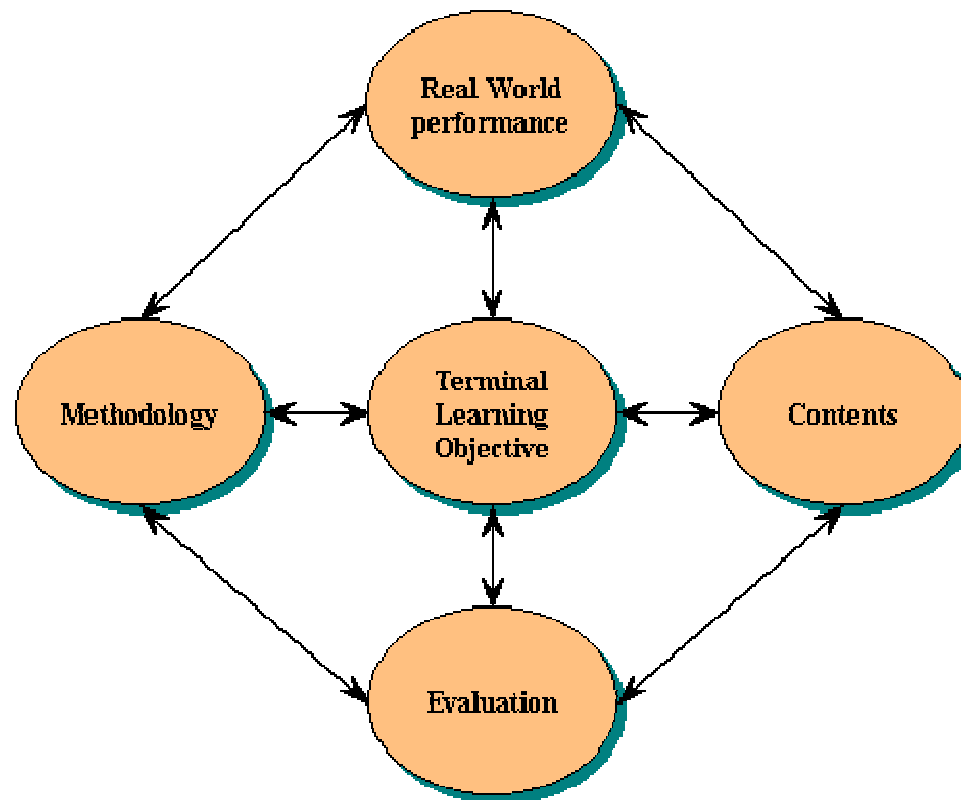 Real World
performance
Methodology
Terminal
Learning
Objective
Contents
Evaluation